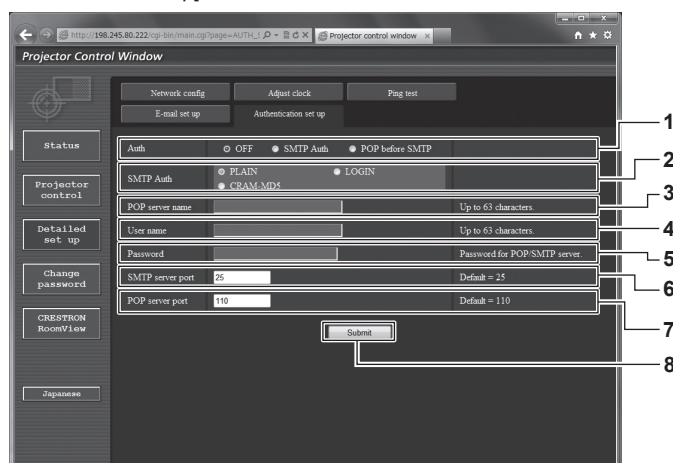 http://198.245.80.222/cgi-bin/main.cgi?page=AUTH_S
Projector control window ×
Projector Control Window
Network config
Adjust clock
Ping test
E-mail set up
Authentication set up
Status
Projector
control
Detailed
set up
Change
password
CRESTRON
RoomView
Japanese
Auth OFF SMTP Auth POP before SMTP 1
SMTP Auth PLAIN LOGIN 2
CRAM-MD5
POP server name Up to 63 characters. 3
User name Up to 63 characters. 4
Password Password for POP/SMTP server. 5
SMTP server port 25 Default = 25 6
POP server port 110 Default = 110 7
Submit 8